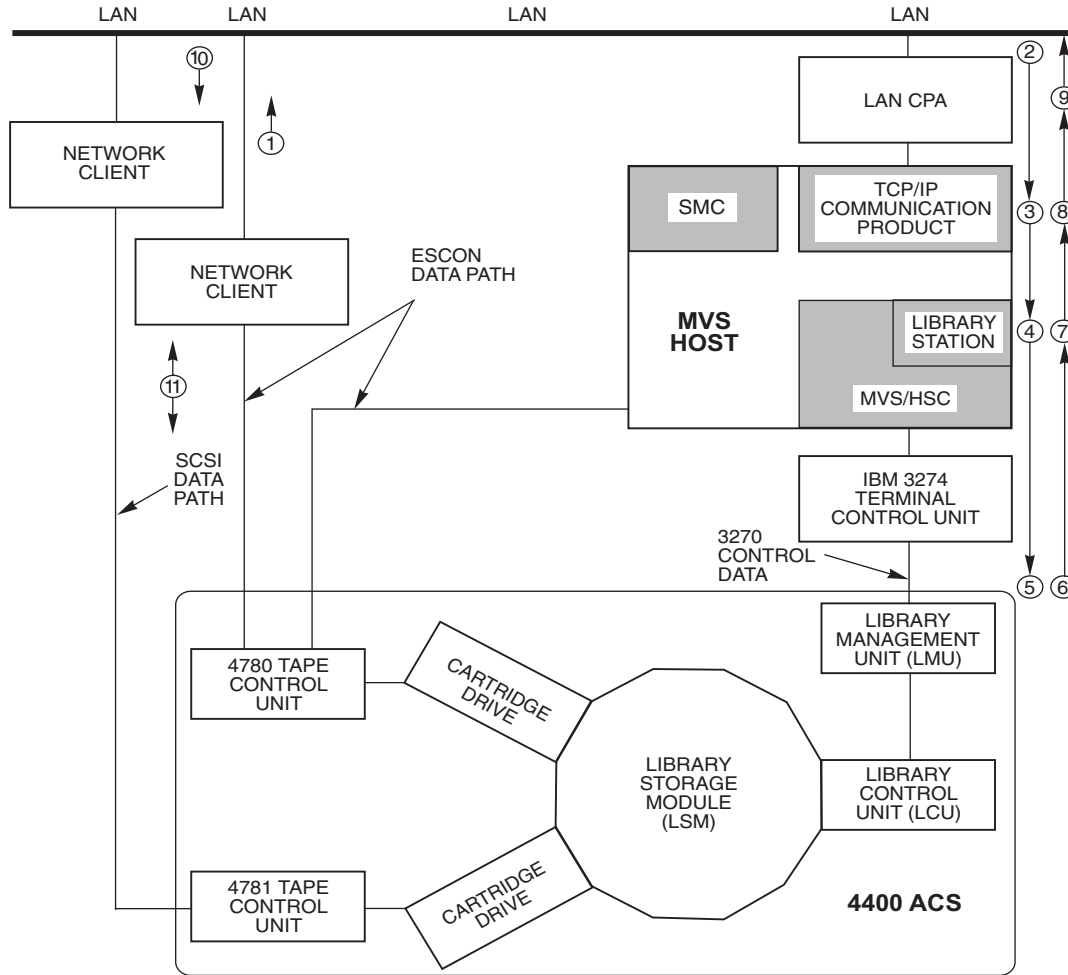 LAN
LAN
LAN
LAN
10
2
LAN CPA
9
1
NETWORK
CLIENT
SMC
TCP/IP
COMMUNICATION
PRODUCT
3
8
ESCON
DATA PATH
NETWORK
CLIENT
MVS
HOST
LIBRARY
STATION
4
7
11
MVS/HSC
SCSI
DATA
PATH
IBM 3274
TERMINAL
CONTROL UNIT
3270
CONTROL
DATA
5
6
LIBRARY
MANAGEMENT
UNIT (LMU)
4780 TAPE
CONTROL
UNIT
CARTRIDGE
DRIVE
LIBRARY
STORAGE
MODULE
(LSM)
LIBRARY
CONTROL
UNIT (LCU)
4781 TAPE
CONTROL
UNIT
CARTRIDGE
DRIVE
4400 ACS